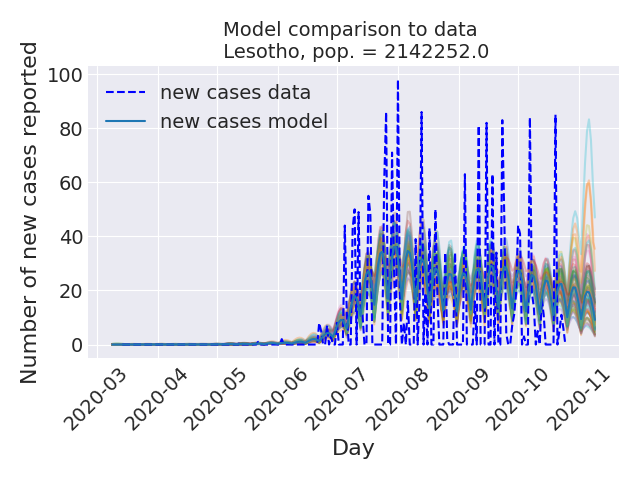 Model comparison to data
Lesotho, pop. = 2142252.0
Number of new cases reported
100
80
60
40
20
0
new cases data
new cases model
2020-03
2020-04
2020-05
2020-06
2020-07
2020-08
2020-09
2020-10
2020-11
Day